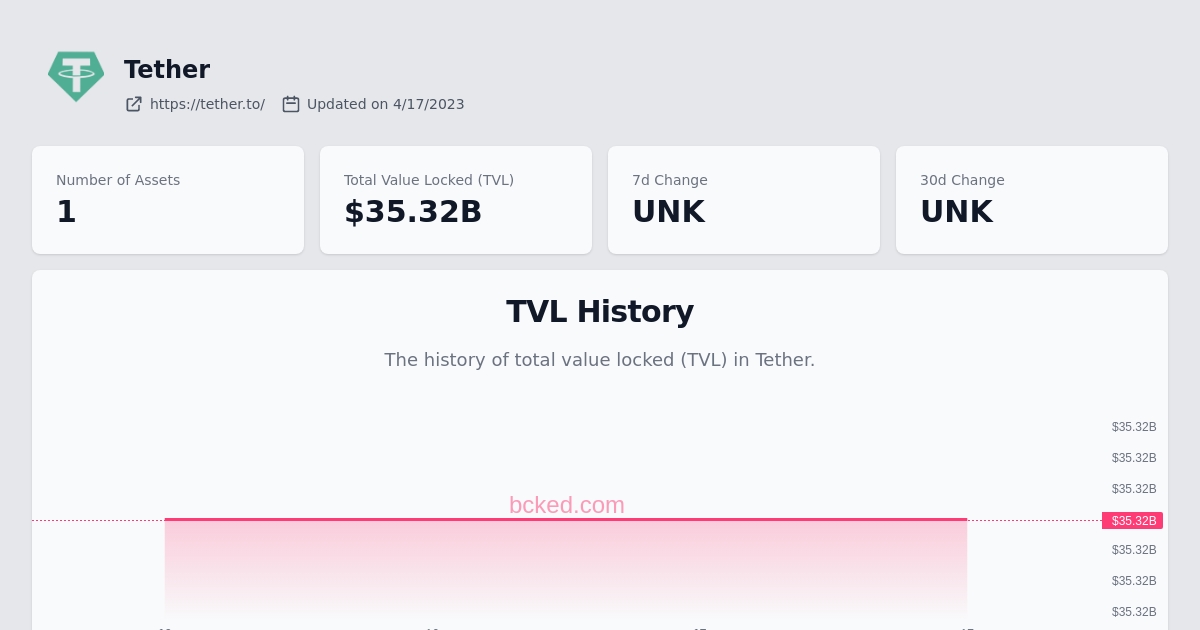 Tether
https://tether.to/ Updated on 4/17/2023
Number of Assets
1
Total Value Locked (TVL)
$35.32B
7d Change
UNK
30d Change
UNK
TVL History
The history of total value locked (TVL) in Tether.
$35.32B
$35.32B
$35.32B
bcked.com
$35.32B
$35.32B
$35.32B
$35.32B